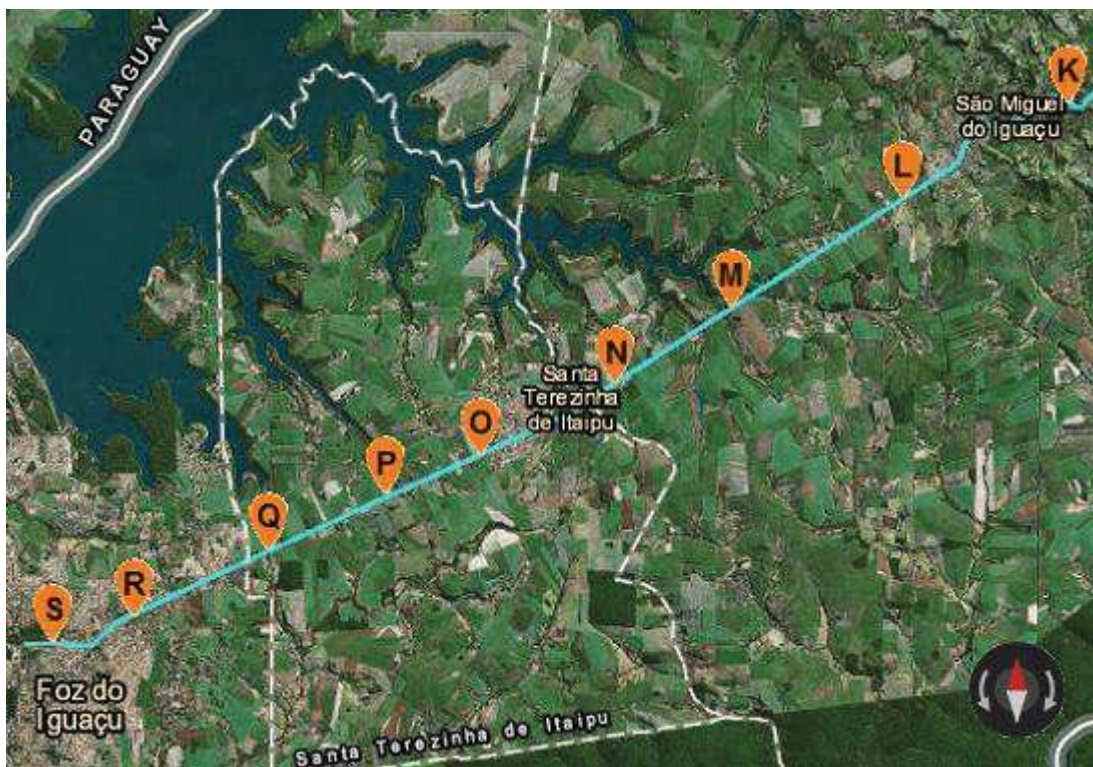 PARAGUAY
K
São Miguel
do Iguaçu
L
M
N
Santa
Terezinha
de Itaipu
O
P
Q
R
S
Foz do
Iguaçu
Santa Terezinha de Itaipu